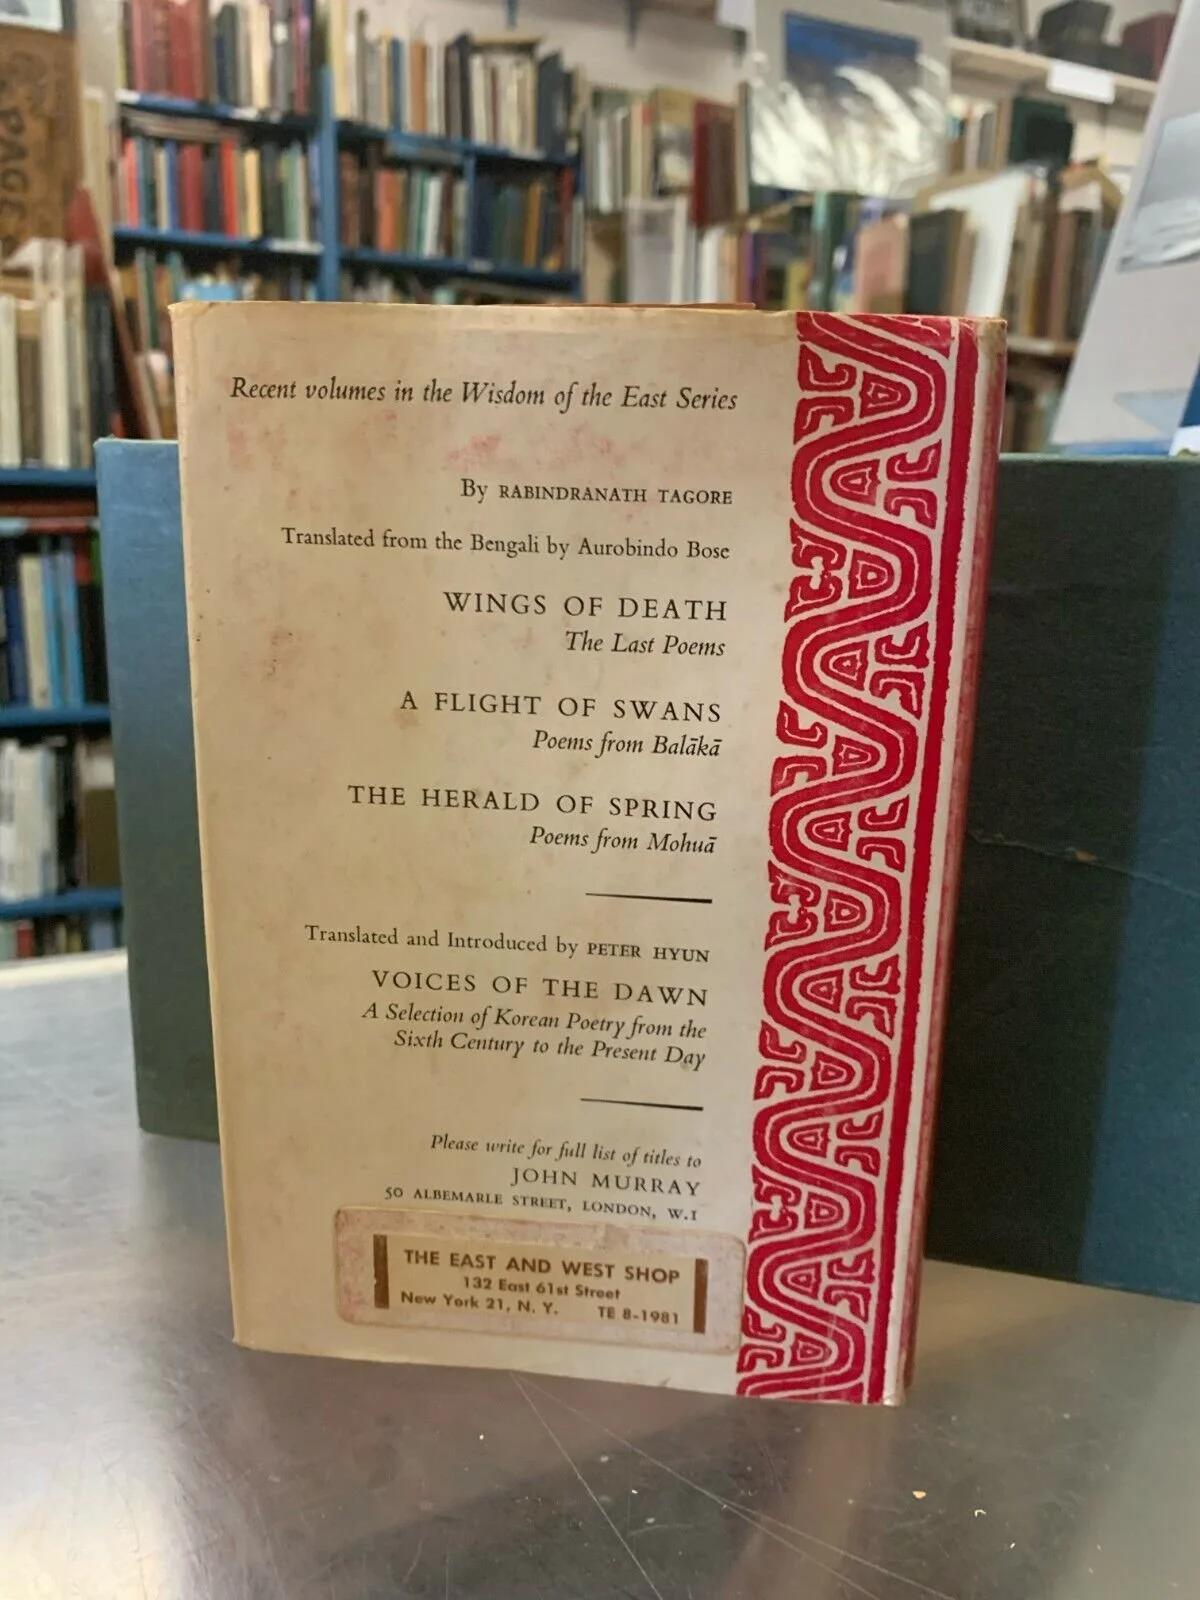 PAGE
Recent volumes in the Wisdom of the East Series
By RABINDRANATH TAGORE
Translated from the Bengali by Aurobindo Bose
WINGS OF DEATH
The Last Poems
A FLIGHT OF SWANS
Poems from Balākā
THE HERALD OF SPRING
Poems from Mohuā
Translated and Introduced by PETER HYUN
VOICES OF THE DAWN
A Selection of Korean Poetry from the
Sixth Century to the Present Day
Please write for full list of titles to
JOHN MURRAY
50 ALBEMARLE STREET, LONDON, W.1
THE EAST AND WEST SHOP
132 East 61st Street
New York 21, N. Y. TE 8-1981